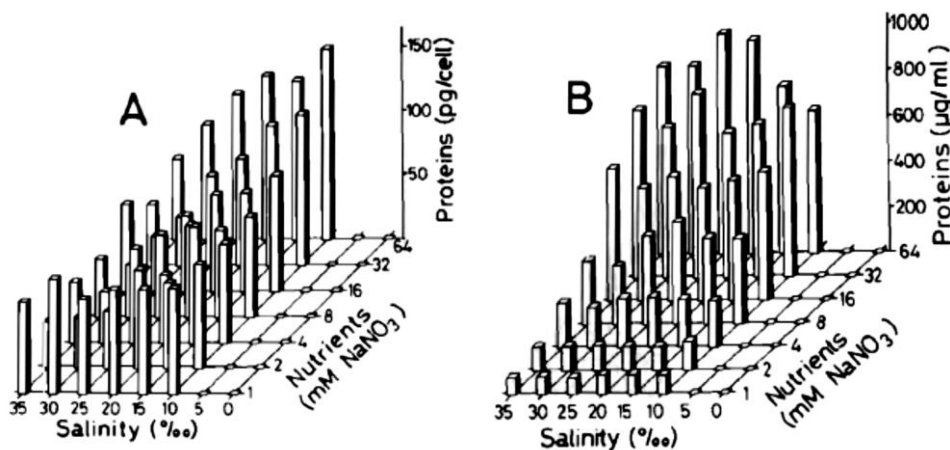 A
150
100
50
Proteins (pg/cell)
64
32
16
8
4
2
1
Nutrients
(mM NaNO₃)
35 30 25 20 15 10 5 0
Salinity (‰)
B
1000
800
600
400
200
Proteins (µg/ml)
64
32
16
8
4
2
1
Nutrients
(mM NaNO₃)
35 30 25 20 15 10 5 0
Salinity (‰)